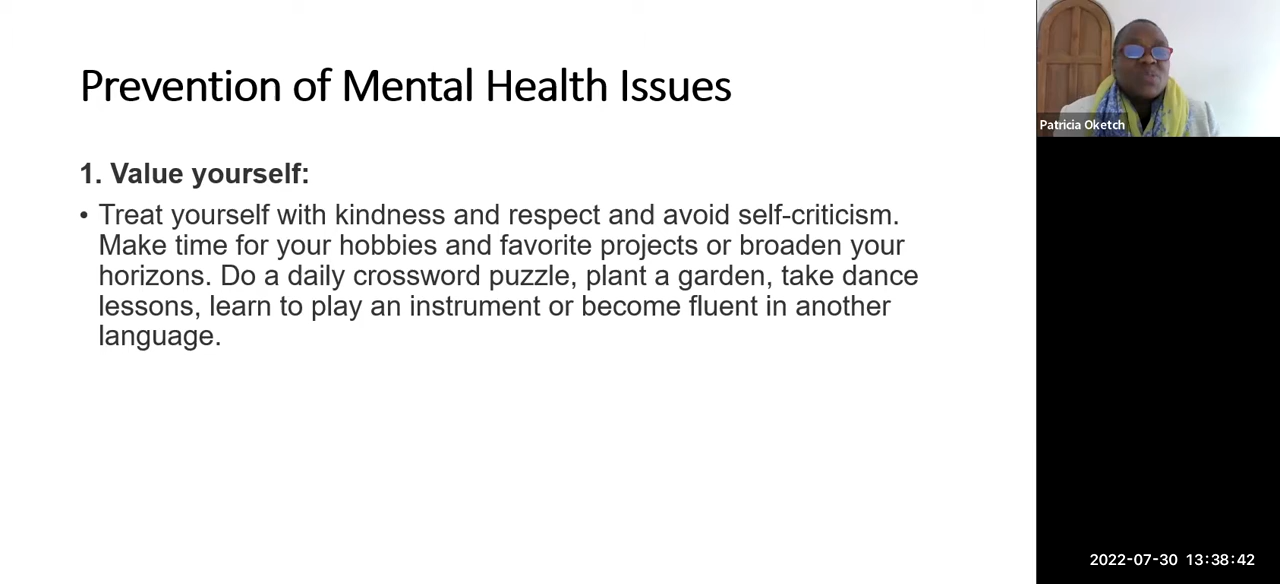 Prevention of Mental Health Issues
1. Value yourself:
• Treat yourself with kindness and respect and avoid self-criticism.
Make time for your hobbies and favorite projects or broaden your
horizons. Do a daily crossword puzzle, plant a garden, take dance
lessons, learn to play an instrument or become fluent in another
language.
Patricia Oketch
2022-07-30 13:38:42